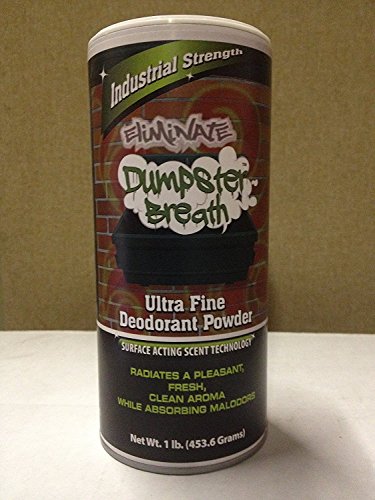 Industrial Strength
ELiMiNATE
DuMpSter™
BreAth
Ultra Fine
Deodorant Powder
SURFACE ACTING SCENT TECHNOLOGY
RADIATES A PLEASANT,
FRESH,
CLEAN AROMA
WHILE ABSORBING MALODORS
Net Wt. 1 lb. (453.6 Grams)